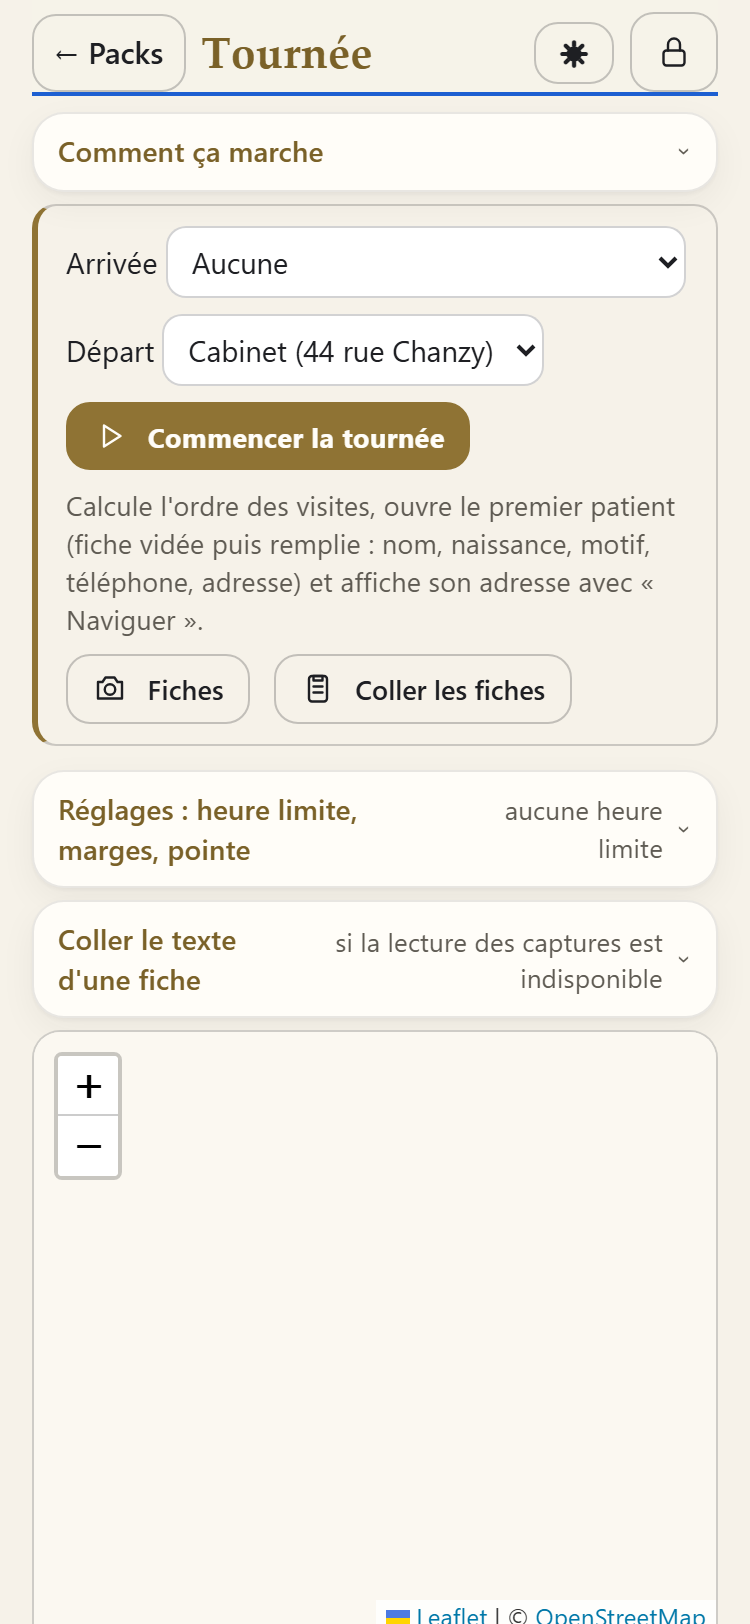 ← Packs Tournée
Comment ça marche
Arrivée Aucune
Départ Cabinet (44 rue Chanzy)
Commencer la tournée
Calcule l'ordre des visites, ouvre le premier patient
(fiche vidée puis remplie : nom, naissance, motif,
téléphone, adresse) et affiche son adresse avec «
Naviguer ».
Fiches Coller les fiches
Réglages : heure limite,
marges, pointe
aucune heure
limite
Coller le texte
d'une fiche
si la lecture des captures est
indisponible
+
−
Leaflet | © OpenStreetMap